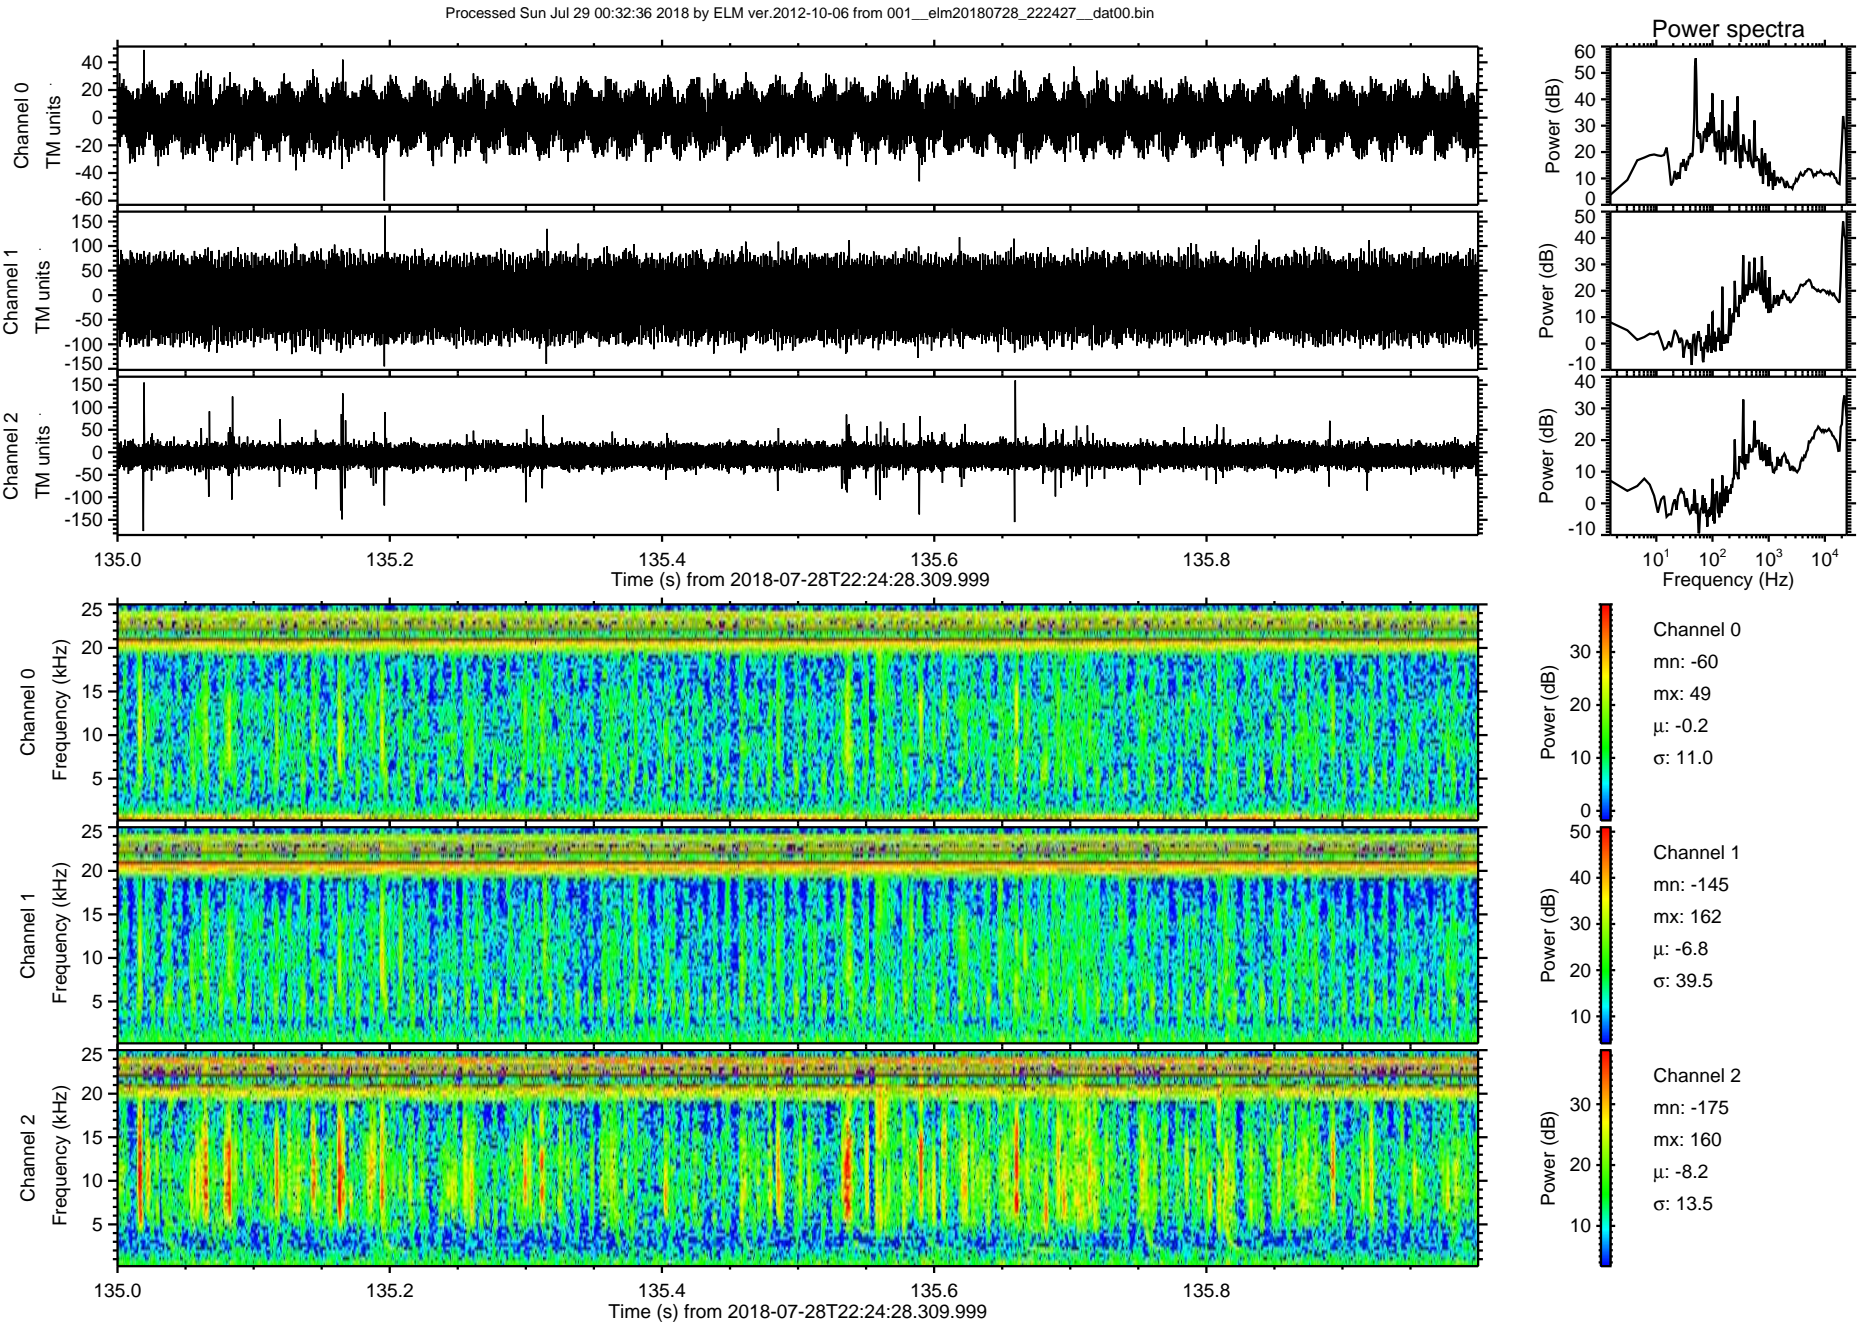 Processed Sun Jul 29 00:32:36 2018 by ELM ver.2012-10-06 from 001__elm20180728_222427__dat00.bin
Power spectra
Channel 0
TM units
40
20
0
-20
-40
-60
Power (dB)
60
50
40
30
20
10
0
Channel 1
TM units
150
100
50
0
-50
-100
-150
Power (dB)
50
40
30
20
10
0
-10
Channel 2
TM units
150
100
50
0
-50
-100
-150
Power (dB)
40
30
20
10
0
-10
135.0 135.2 135.4 135.6 135.8
Time (s) from 2018-07-28T22:24:28.309.999
10¹ 10² 10³ 10⁴
Frequency (Hz)
Channel 0
Frequency (kHz)
25
20
15
10
5
Power (dB)
30
20
10
0
Channel 0
mn: -60
mx: 49
μ: -0.2
σ: 11.0
Channel 1
Frequency (kHz)
25
20
15
10
5
Power (dB)
50
40
30
20
10
Channel 1
mn: -145
mx: 162
μ: -6.8
σ: 39.5
Channel 2
Frequency (kHz)
25
20
15
10
5
Power (dB)
30
20
10
Channel 2
mn: -175
mx: 160
μ: -8.2
σ: 13.5
135.0 135.2 135.4 135.6 135.8
Time (s) from 2018-07-28T22:24:28.309.999